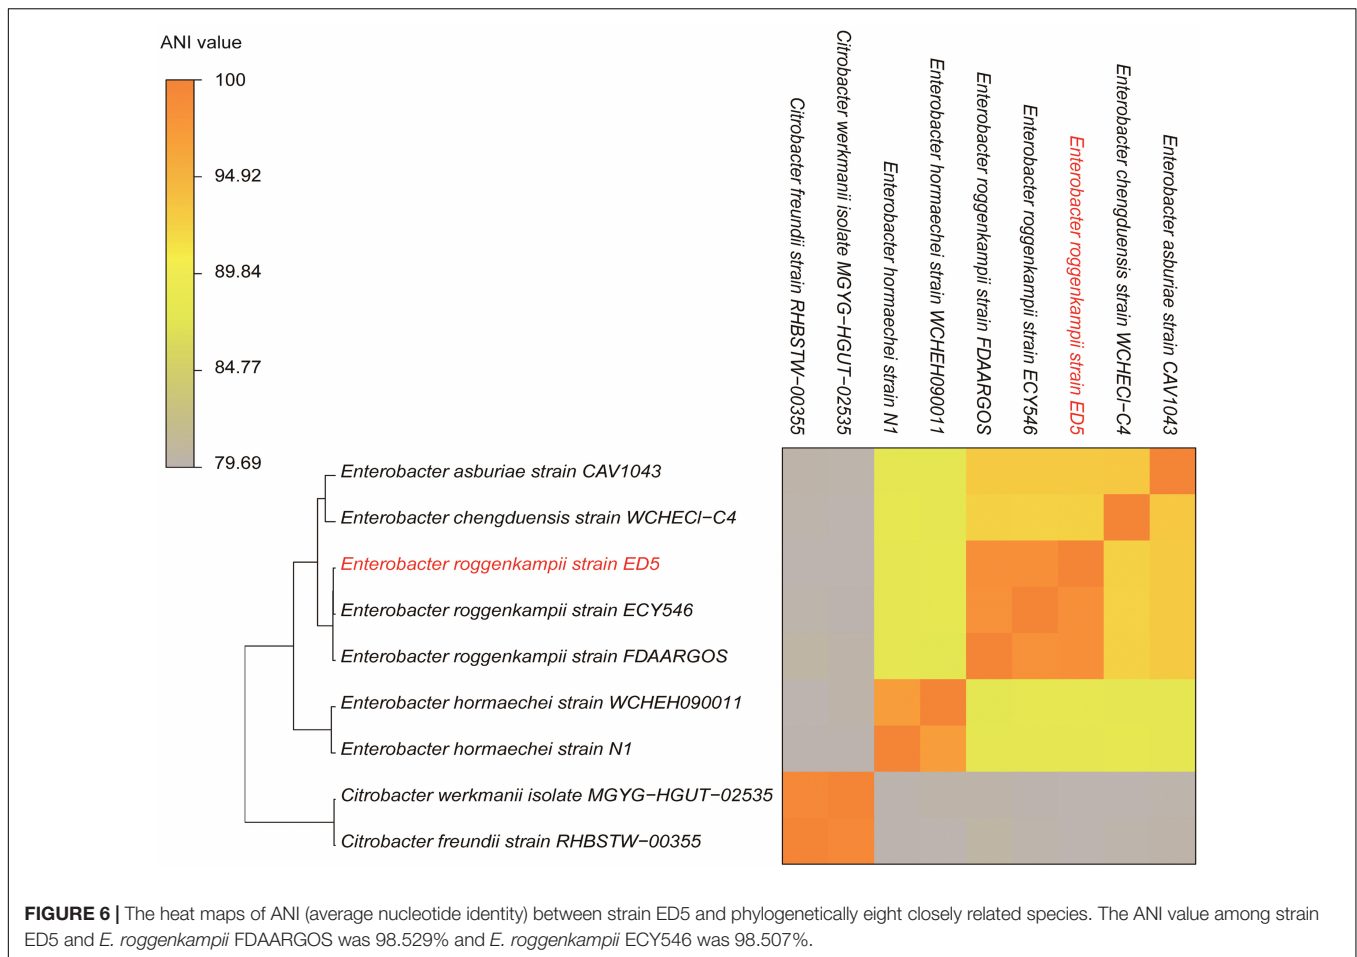 ANI value
100
94.92
89.84
84.77
79.69
Citrobacter freundii strain RHBSTW−00355
Citrobacter werkmanii isolate MGYG−HGUT−02535
Enterobacter hormaechei strain N1
Enterobacter hormaechei strain WCHEH090011
Enterobacter roggenkampii strain FDAARGOS
Enterobacter roggenkampii strain ECY546
Enterobacter roggenkampii strain ED5
Enterobacter chengduensis strain WCHECl−C4
Enterobacter asburiae strain CAV1043
Enterobacter asburiae strain CAV1043
Enterobacter chengduensis strain WCHECl−C4
Enterobacter roggenkampii strain ED5
Enterobacter roggenkampii strain ECY546
Enterobacter roggenkampii strain FDAARGOS
Enterobacter hormaechei strain WCHEH090011
Enterobacter hormaechei strain N1
Citrobacter werkmanii isolate MGYG−HGUT−02535
Citrobacter freundii strain RHBSTW−00355
FIGURE 6 | The heat maps of ANI (average nucleotide identity) between strain ED5 and phylogenetically eight closely related species. The ANI value among strain
ED5 and E. roggenkampii FDAARGOS was 98.529% and E. roggenkampii ECY546 was 98.507%.